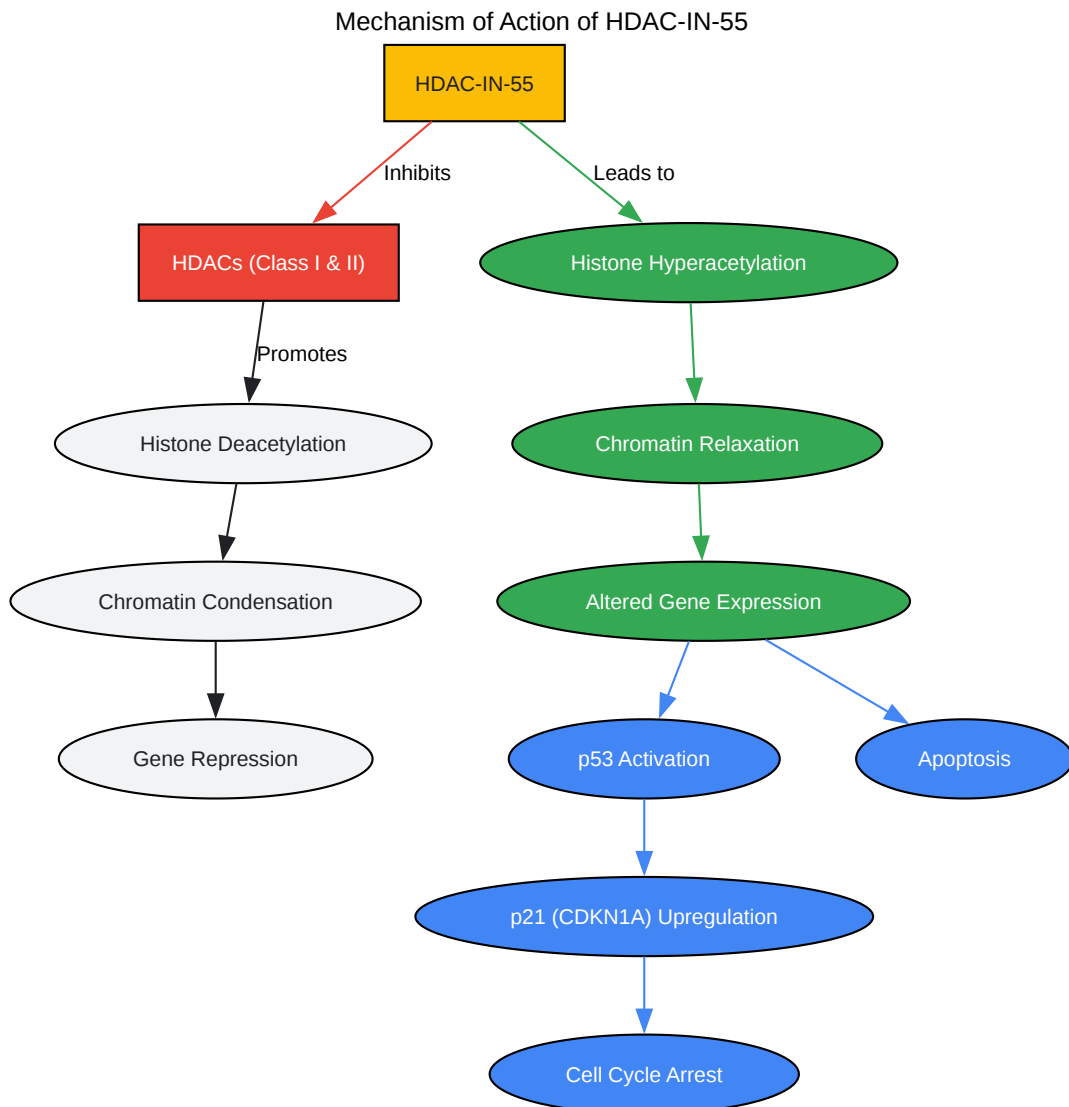 Mechanism of Action of HDAC-IN-55
HDAC-IN-55
Inhibits
Leads to
HDACs (Class I & II)
Histone Hyperacetylation
Promotes
Histone Deacetylation
Chromatin Relaxation
Chromatin Condensation
Altered Gene Expression
Gene Repression
p53 Activation
Apoptosis
p21 (CDKN1A) Upregulation
Cell Cycle Arrest